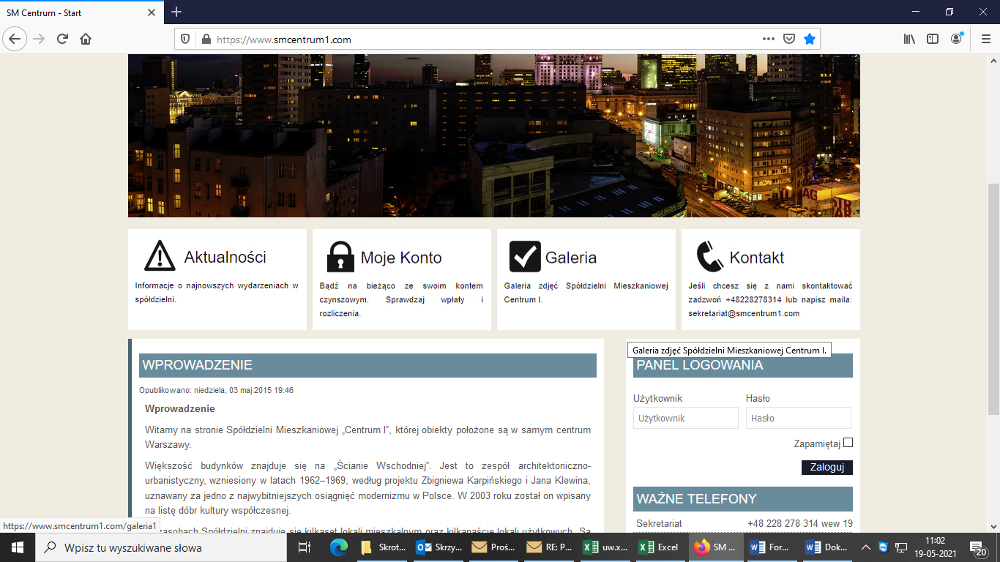 SM Centrum - Start
https://www.smcentrum1.com
AG
AR
Aktualności
Informacje o najnowszych wydarzeniach w
spółdzielni.
Moje Konto
Bądź na bieżąco ze swoim kontem
czynszowym. Sprawdzaj wpłaty i
rozliczenia.
Galeria
Galeria zdjęć Spółdzielni Mieszkaniowej
Centrum I.
Kontakt
Jeśli chcesz się z nami skontaktować
zadzwoń +48228278314 lub napisz maila:
sekretariat@smcentrum1.com
WPROWADZENIE
Opublikowano: niedziela, 03 maj 2015 19:46
Wprowadzenie
Witamy na stronie Spółdzielni Mieszkaniowej „Centrum I”, której obiekty położone są w samym centrum
Warszawy.
Większość budynków znajduje się na „Ścianie Wschodniej”. Jest to zespół architektoniczno-
urbanistyczny, wzniesiony w latach 1962–1969, według projektu Zbigniewa Karpińskiego i Jana Klewina,
uznawany za jedno z najwybitniejszych osiągnięć modernizmu w Polsce. W 2003 roku został on wpisany
na listę dóbr kultury współczesnej.
zasobach Spółdzielni znajduje się kilkaset lokali mieszkalnym oraz kilkanaście lokali użytkowych. Są
Galeria zdjęć Spółdzielni Mieszkaniowej Centrum I.
PANEL LOGOWANIA
Użytkownik Hasło
Użytkownik Hasło
Zapamiętaj
Zaloguj
WAŻNE TELEFONY
Sekretariat +48 228 278 314 wew 19
https://www.smcentrum1.com/galeria1
Wpisz tu wyszukiwane słowa
Skrot...
Skrzy...
Proś...
RE: P...
uw.x...
Excel
SM ...
For...
Dok...
11:02
19-05-2021
20